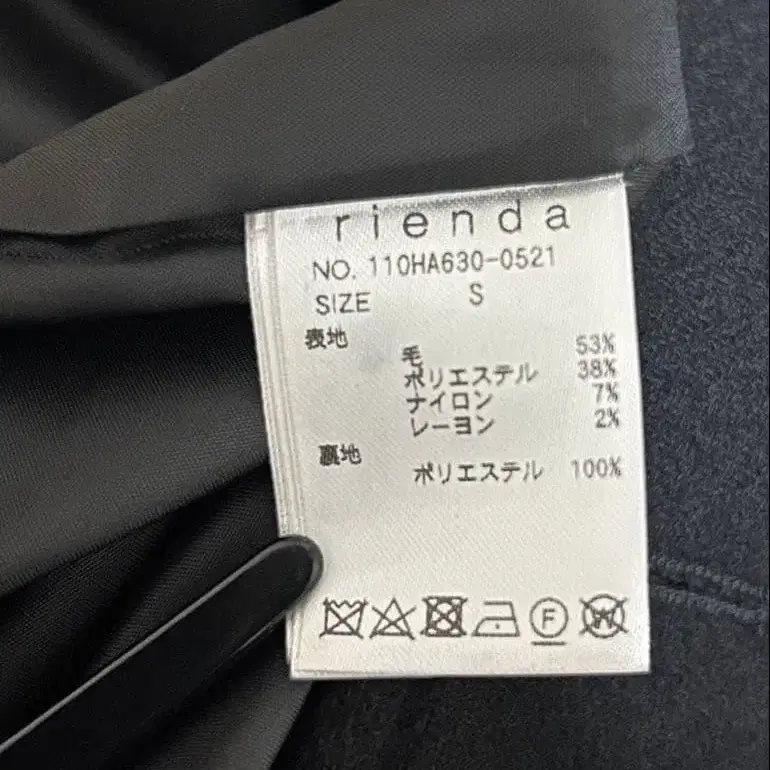 rienda
NO. 110HA630-0521
SIZE S
表地
毛 53%
ポリエステル 38%
ナイロン 7%
レーヨン 2%
裏地
ポリエステル 100%
F W